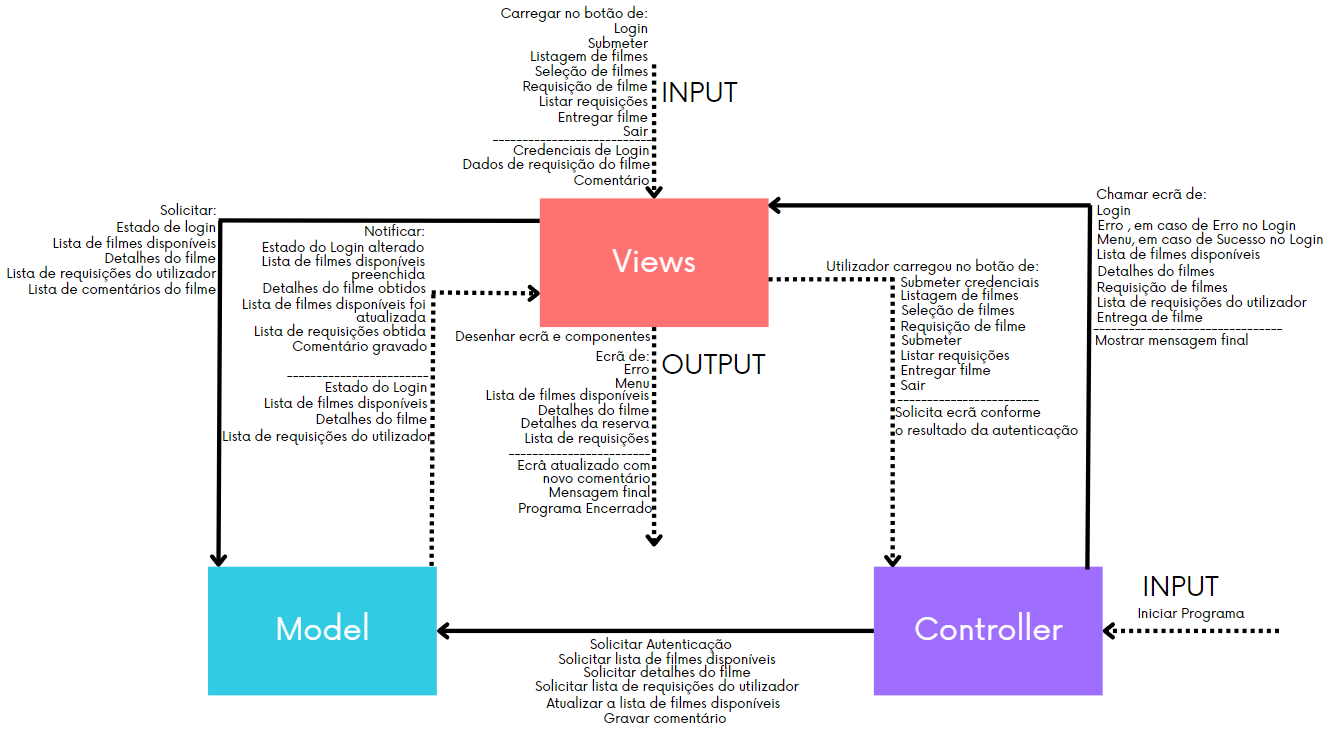 Carregar no botão de:
Login
Submeter
Listagem de filmes
Seleção de filmes
Requisição de filme
Listar requisições
Entregar filme
Sair
----------------------------
Credenciais de Login
Dados de requisição do filme
Comentário
INPUT
Solicitar:
Estado de login
Lista de filmes disponíveis
Detalhes do filme
Lista de requisições do utilizador
Lista de comentários do filme
Notificar:
Estado do Login alterado
Lista de filmes disponíveis
preenchida
Detalhes do filme obtidos
Lista de filmes disponíveis foi
atualizada
Lista de requisições obtida
Comentário gravado
------------------------
Estado do Login
Lista de filmes disponíveis
Detalhes do filme
Lista de requisições do utilizador
Views
Desenhar ecrã e componentes
Ecrã de:
Erro
Menu
Lista de filmes disponíveis
Detalhes do filme
Detalhes da reserva
Lista de requisições
------------------------
Ecrâ atualizado com
novo comentário
Mensagem final
Programa Encerrado
OUTPUT
Utilizador carregou no botão de:
Submeter credenciais
Listagem de filmes
Seleção de filmes
Requisição de filme
Submeter
Listar requisições
Entregar filme
Sair
------------------------
Solicita ecrã conforme
o resultado da autenticação
Chamar ecrã de:
Login
Erro , em caso de Erro no Login
Menu, em caso de Sucesso no Login
Lista de filmes disponíveis
Detalhes do filmes
Requisição de filmes
Lista de requisições do utilizador
Entrega de filme
--------------------------------
Mostrar mensagem final
Model
Controller
INPUT
Iniciar Programa
Solicitar Autenticação
Solicitar lista de filmes disponíveis
Solicitar detalhes do filme
Solicitar lista de requisições do utilizador
Atualizar a lista de filmes disponíveis
Gravar comentário